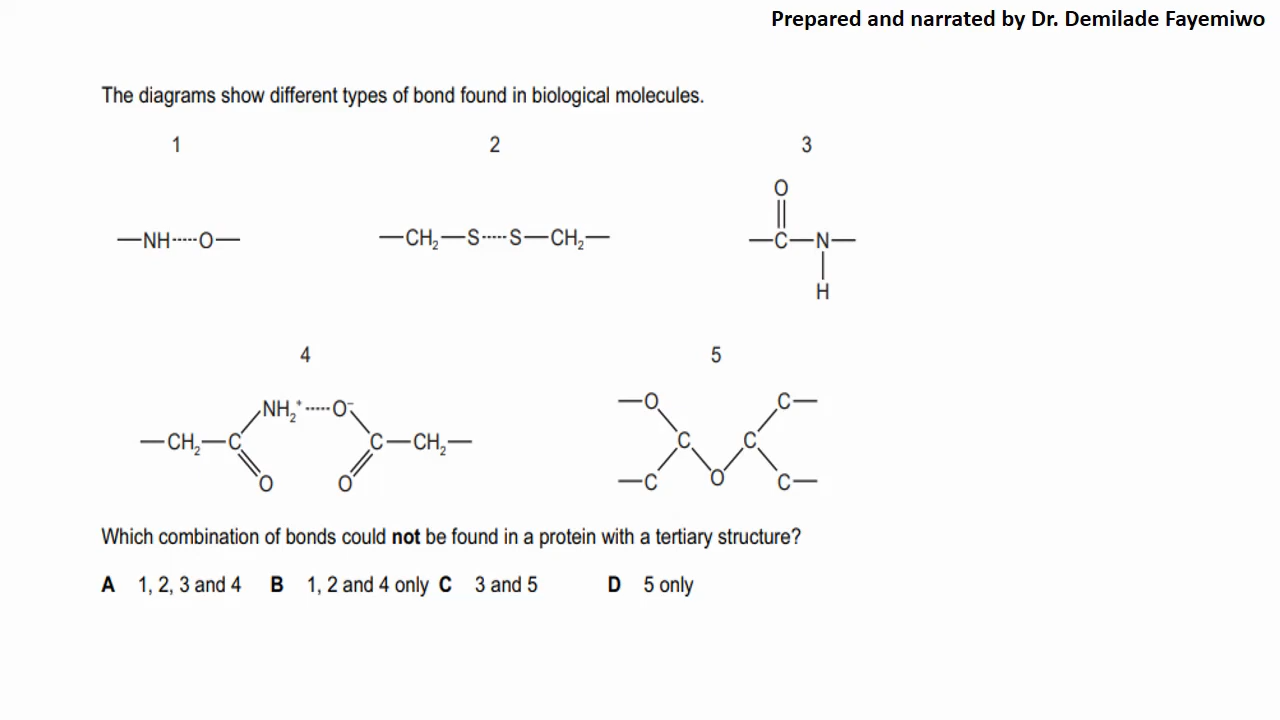 Prepared and narrated by Dr. Demilade Fayemiwo
The diagrams show different types of bond found in biological molecules.
1 2 3
—NH·····O—
—CH₂—S·····S—CH₂—
O
—C—N—
H
4 5
NH₂⁺·····O⁻
—CH₂—C C—CH₂—
O O
—O C—
C C
—C O C—
Which combination of bonds could not be found in a protein with a tertiary structure?
A 1, 2, 3 and 4 B 1, 2 and 4 only C 3 and 5 D 5 only